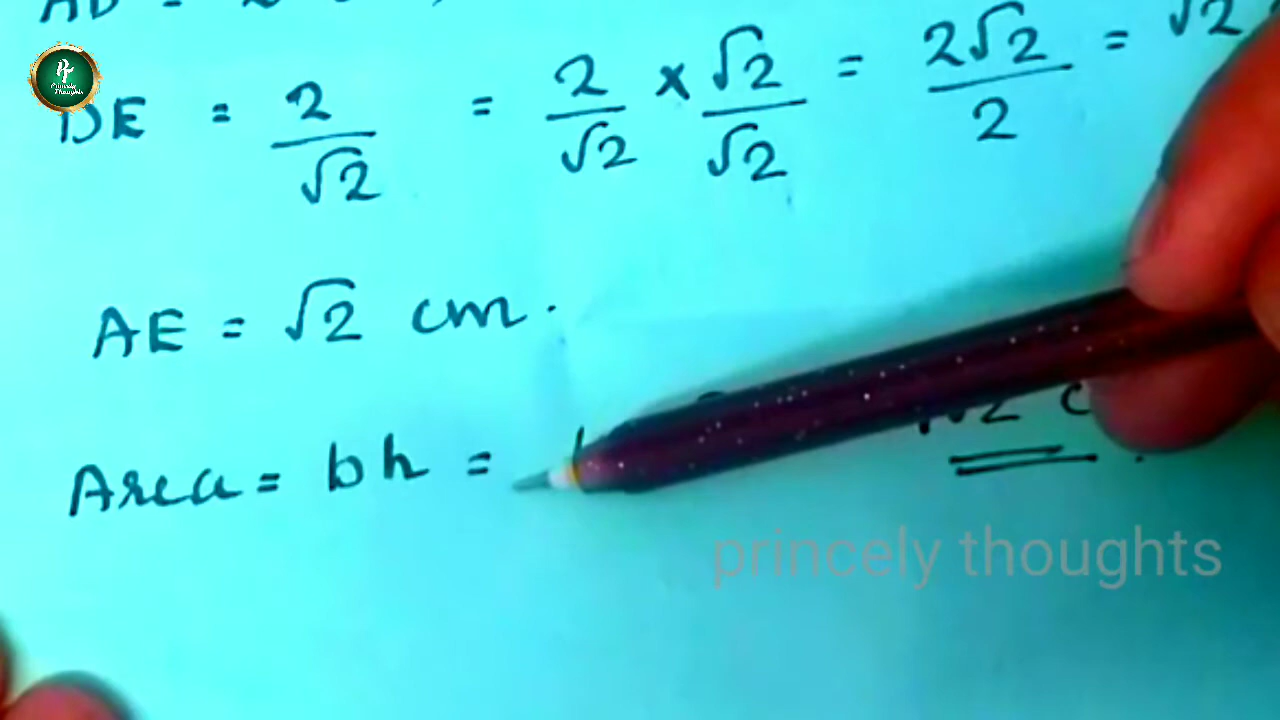 DE = 2/√2 = 2/√2 × √2/√2 = 2√2/2 = √2
AE = √2 cm.
Area = bh =
princely thoughts